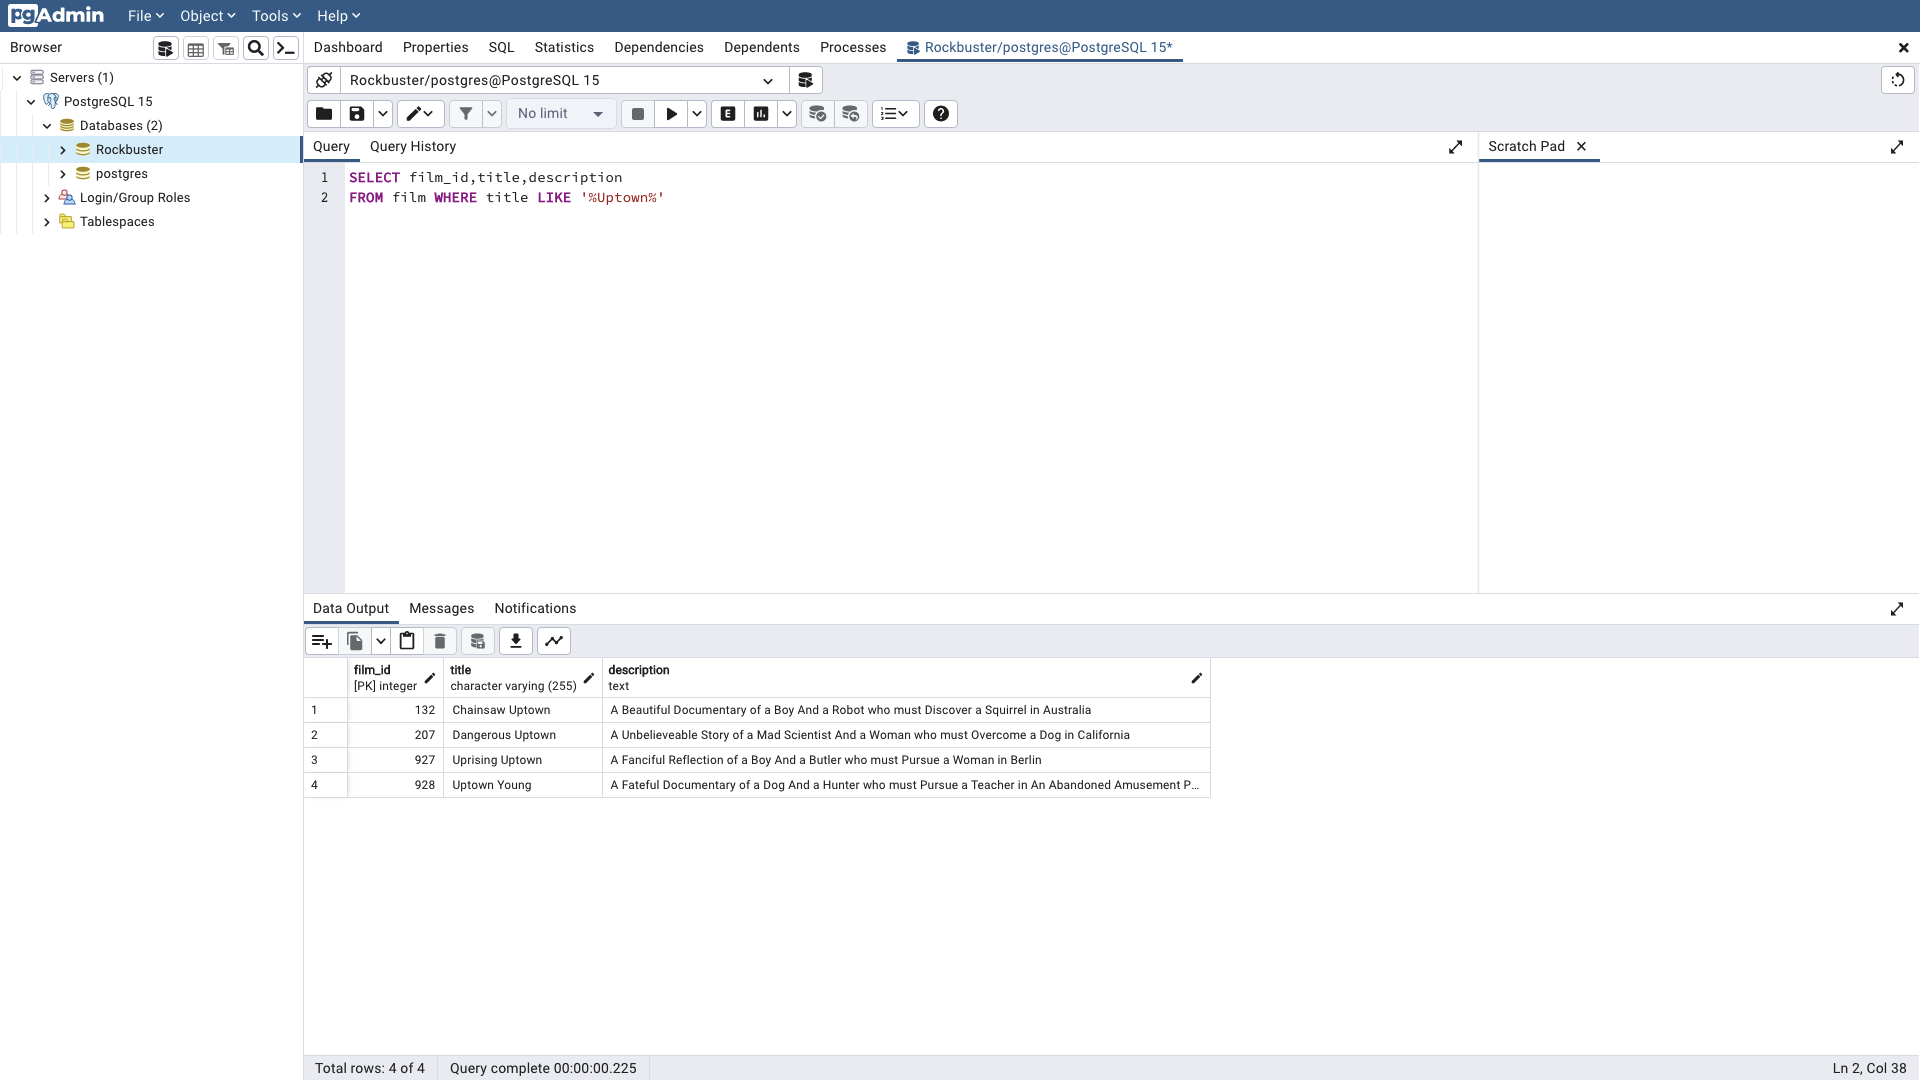 pgAdmin File Object Tools Help
Browser
Dashboard Properties SQL Statistics Dependencies Dependents Processes Rockbuster/postgres@PostgreSQL 15*
Servers (1)
PostgreSQL 15
Databases (2)
Rockbuster
postgres
Login/Group Roles
Tablespaces
Rockbuster/postgres@PostgreSQL 15
No limit
E
Query Query History
Scratch Pad
1 SELECT film_id,title,description
2 FROM film WHERE title LIKE '%Uptown%'
Data Output Messages Notifications
film_id title description
[PK] integer character varying (255) text
1 132 Chainsaw Uptown A Beautiful Documentary of a Boy And a Robot who must Discover a Squirrel in Australia
2 207 Dangerous Uptown A Unbelieveable Story of a Mad Scientist And a Woman who must Overcome a Dog in California
3 927 Uprising Uptown A Fanciful Reflection of a Boy And a Butler who must Pursue a Woman in Berlin
4 928 Uptown Young A Fateful Documentary of a Dog And a Hunter who must Pursue a Teacher in An Abandoned Amusement P...
Total rows: 4 of 4 Query complete 00:00:00.225 Ln 2, Col 38